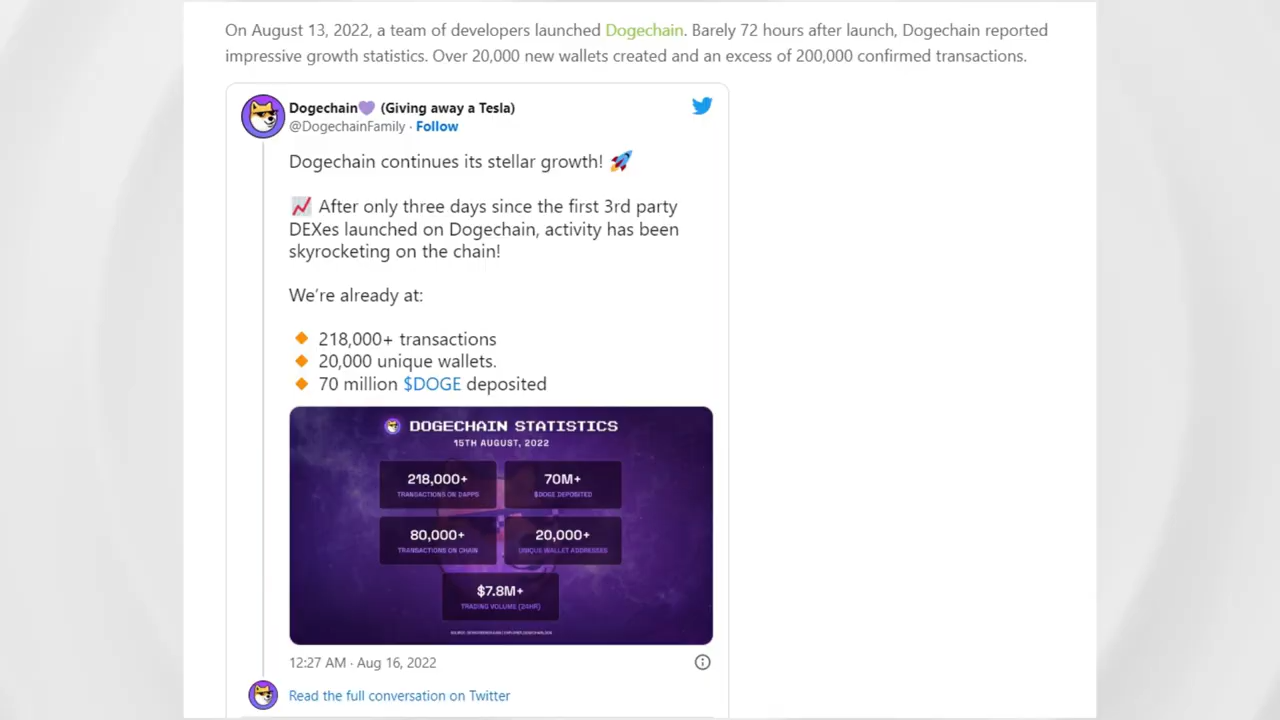 On August 13, 2022, a team of developers launched Dogechain. Barely 72 hours after launch, Dogechain reported
impressive growth statistics. Over 20,000 new wallets created and an excess of 200,000 confirmed transactions.
Dogechain💜 (Giving away a Tesla)
@DogechainFamily · Follow
Dogechain continues its stellar growth! 🚀
📈 After only three days since the first 3rd party
DEXes launched on Dogechain, activity has been
skyrocketing on the chain!
We're already at:
🔸 218,000+ transactions
🔸 20,000 unique wallets.
🔸 70 million $DOGE deposited
DOGECHAIN STATISTICS
15TH AUGUST, 2022
218,000+
TRANSACTIONS ON DAPPS
70M+
$DOGE DEPOSITED
80,000+
TRANSACTIONS ON CHAIN
20,000+
UNIQUE WALLET ADDRESSES
$7.8M+
TRADING VOLUME (24HR)
12:27 AM · Aug 16, 2022
Read the full conversation on Twitter